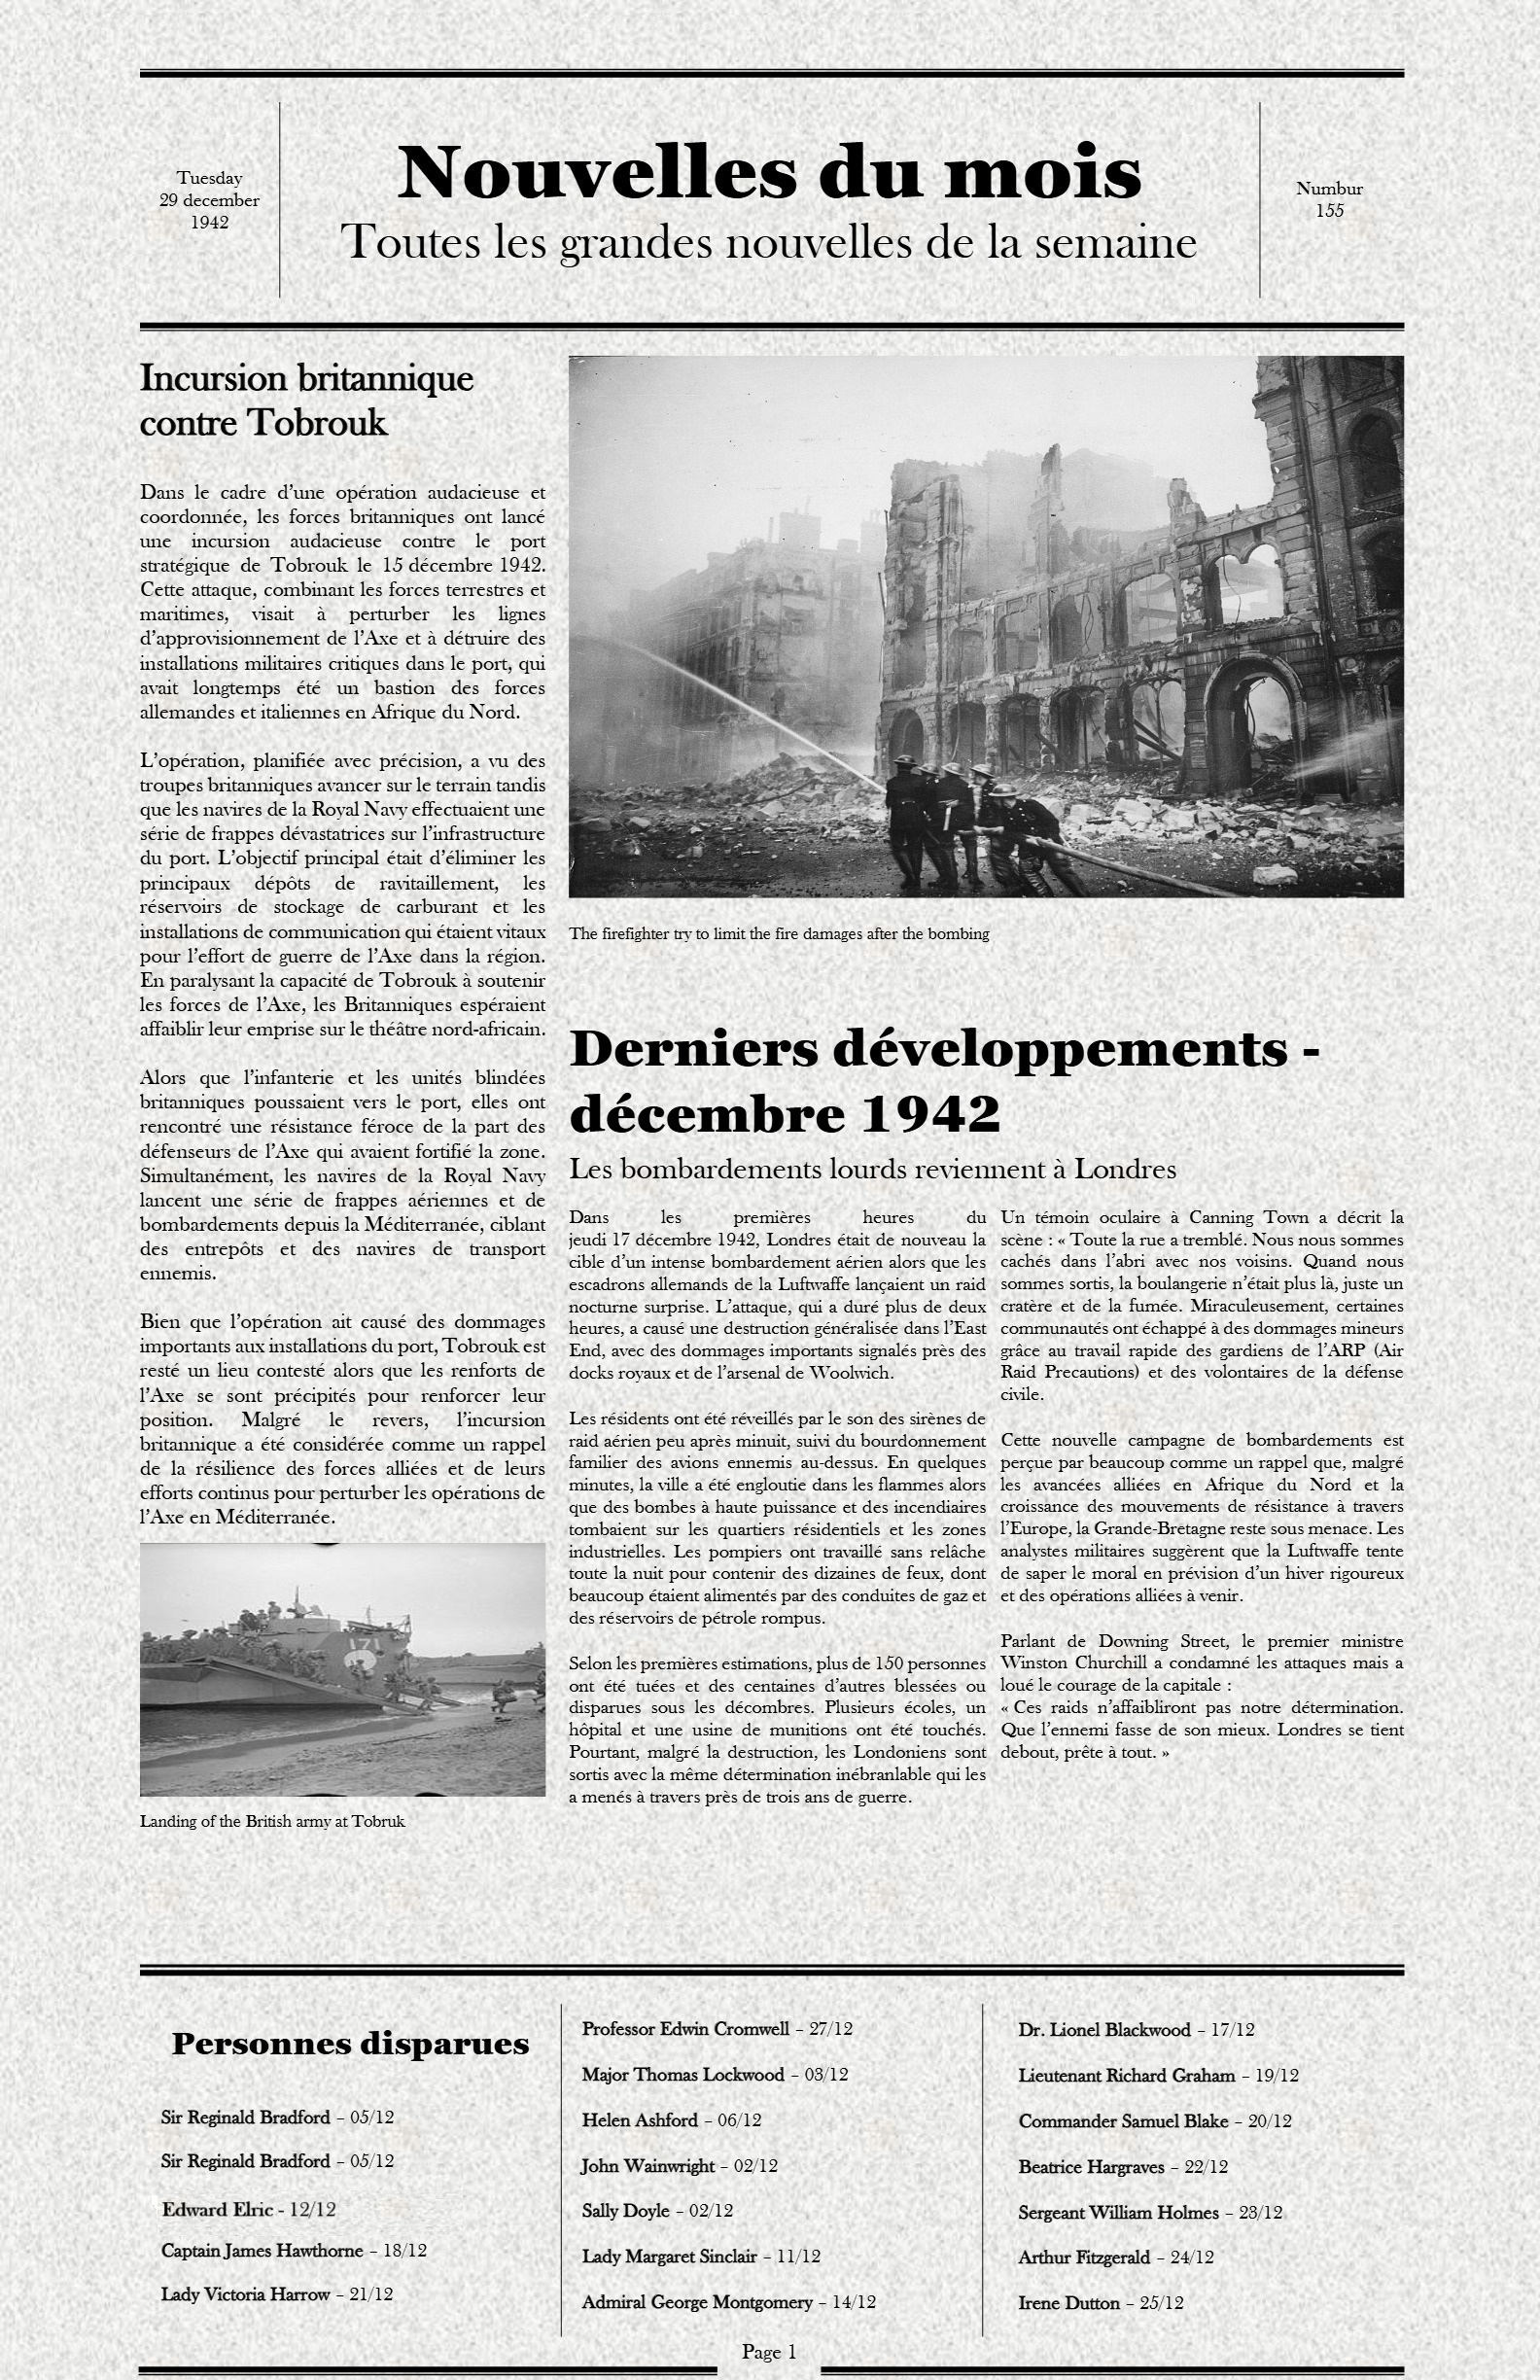 Tuesday
29 december
1942
Nouvelles du mois
Toutes les grandes nouvelles de la semaine
Numbur
155
Incursion britannique
contre Tobrouk
Dans le cadre d’une opération audacieuse et
coordonnée, les forces britanniques ont lancé
une incursion audacieuse contre le port
stratégique de Tobrouk le 15 décembre 1942.
Cette attaque, combinant les forces terrestres et
maritimes, visait à perturber les lignes
d’approvisionnement de l’Axe et à détruire des
installations militaires critiques dans le port, qui
avait longtemps été un bastion des forces
allemandes et italiennes en Afrique du Nord.
L’opération, planifiée avec précision, a vu des
troupes britanniques avancer sur le terrain tandis
que les navires de la Royal Navy effectuaient une
série de frappes dévastatrices sur l’infrastructure
du port. L’objectif principal était d’éliminer les
principaux dépôts de ravitaillement, les
réservoirs de stockage de carburant et les
installations de communication qui étaient vitaux
pour l’effort de guerre de l’Axe dans la région.
En paralysant la capacité de Tobrouk à soutenir
les forces de l’Axe, les Britanniques espéraient
affaiblir leur emprise sur le théâtre nord-africain.
Alors que l’infanterie et les unités blindées
britanniques poussaient vers le port, elles ont
rencontré une résistance féroce de la part des
défenseurs de l’Axe qui avaient fortifié la zone.
Simultanément, les navires de la Royal Navy
lancent une série de frappes aériennes et de
bombardements depuis la Méditerranée, ciblant
des entrepôts et des navires de transport
ennemis.
Bien que l’opération ait causé des dommages
importants aux installations du port, Tobrouk est
resté un lieu contesté alors que les renforts de
l’Axe se sont précipités pour renforcer leur
position. Malgré le revers, l’incursion
britannique a été considérée comme un rappel
de la résilience des forces alliées et de leurs
efforts continus pour perturber les opérations de
l’Axe en Méditerranée.
171
Landing of the British army at Tobruk
The firefighter try to limit the fire damages after the bombing
Derniers développements -
décembre 1942
Les bombardements lourds reviennent à Londres
Dans les premières heures du
jeudi 17 décembre 1942, Londres était de nouveau la
cible d’un intense bombardement aérien alors que les
escadrons allemands de la Luftwaffe lançaient un raid
nocturne surprise. L’attaque, qui a duré plus de deux
heures, a causé une destruction généralisée dans l’East
End, avec des dommages importants signalés près des
docks royaux et de l’arsenal de Woolwich.
Les résidents ont été réveillés par le son des sirènes de
raid aérien peu après minuit, suivi du bourdonnement
familier des avions ennemis au-dessus. En quelques
minutes, la ville a été engloutie dans les flammes alors
que des bombes à haute puissance et des incendiaires
tombaient sur les quartiers résidentiels et les zones
industrielles. Les pompiers ont travaillé sans relâche
toute la nuit pour contenir des dizaines de feux, dont
beaucoup étaient alimentés par des conduites de gaz et
des réservoirs de pétrole rompus.
Selon les premières estimations, plus de 150 personnes
ont été tuées et des centaines d’autres blessées ou
disparues sous les décombres. Plusieurs écoles, un
hôpital et une usine de munitions ont été touchés.
Pourtant, malgré la destruction, les Londoniens sont
sortis avec la même détermination inébranlable qui les
a menés à travers près de trois ans de guerre.
Un témoin oculaire à Canning Town a décrit la
scène : « Toute la rue a tremblé. Nous nous sommes
cachés dans l’abri avec nos voisins. Quand nous
sommes sortis, la boulangerie n’était plus là, juste un
cratère et de la fumée. Miraculeusement, certaines
communautés ont échappé à des dommages mineurs
grâce au travail rapide des gardiens de l’ARP (Air
Raid Precautions) et des volontaires de la défense
civile.
Cette nouvelle campagne de bombardements est
perçue par beaucoup comme un rappel que, malgré
les avancées alliées en Afrique du Nord et la
croissance des mouvements de résistance à travers
l’Europe, la Grande-Bretagne reste sous menace. Les
analystes militaires suggèrent que la Luftwaffe tente
de saper le moral en prévision d’un hiver rigoureux
et des opérations alliées à venir.
Parlant de Downing Street, le premier ministre
Winston Churchill a condamné les attaques mais a
loué le courage de la capitale :
« Ces raids n’affaibliront pas notre détermination.
Que l’ennemi fasse de son mieux. Londres se tient
debout, prête à tout. »
Personnes disparues
Sir Reginald Bradford – 05/12
Sir Reginald Bradford – 05/12
Edward Elric - 12/12
Captain James Hawthorne – 18/12
Lady Victoria Harrow – 21/12
Professor Edwin Cromwell – 27/12
Major Thomas Lockwood – 03/12
Helen Ashford – 06/12
John Wainwright – 02/12
Sally Doyle – 02/12
Lady Margaret Sinclair – 11/12
Admiral George Montgomery – 14/12
Dr. Lionel Blackwood – 17/12
Lieutenant Richard Graham – 19/12
Commander Samuel Blake – 20/12
Beatrice Hargraves – 22/12
Sergeant William Holmes – 23/12
Arthur Fitzgerald – 24/12
Irene Dutton – 25/12
Page 1